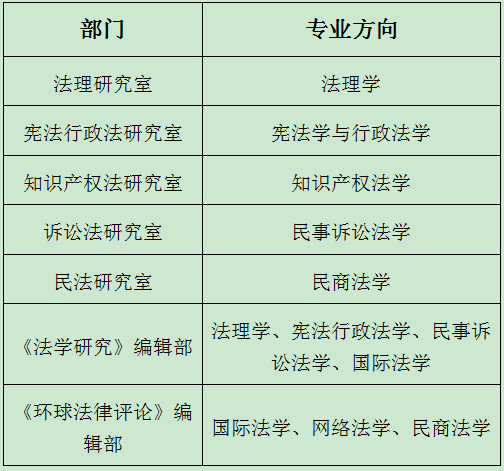 部门 专业方向
法理研究室 法理学
宪法行政法研究室 宪法学与行政法学
知识产权法研究室 知识产权法学
诉讼法研究室 民事诉讼法学
民法研究室 民商法学
《法学研究》编辑部
法理学、宪法行政法学、民事诉
讼法学、国际法学
《环球法律评论》编
辑部
国际法学、网络法学、民商法学